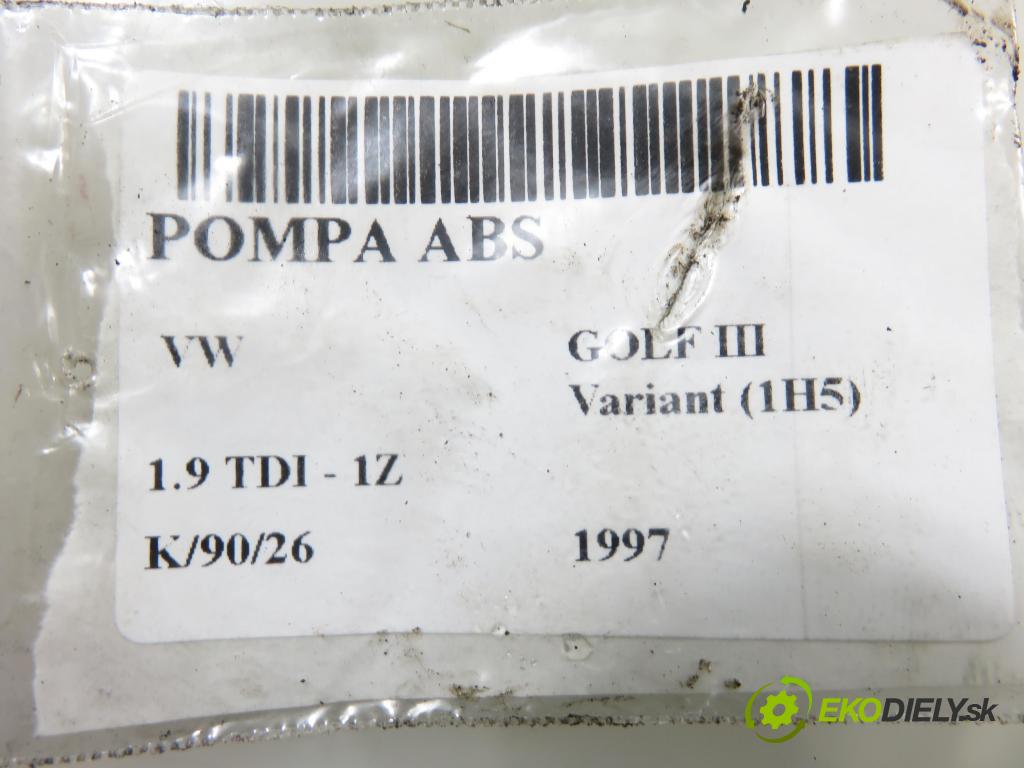 POMPA ABS
VW
GOLF III
Variant (1H5)
1.9 TDI - 1Z
K/90/26
1997
EKODIELY.sk